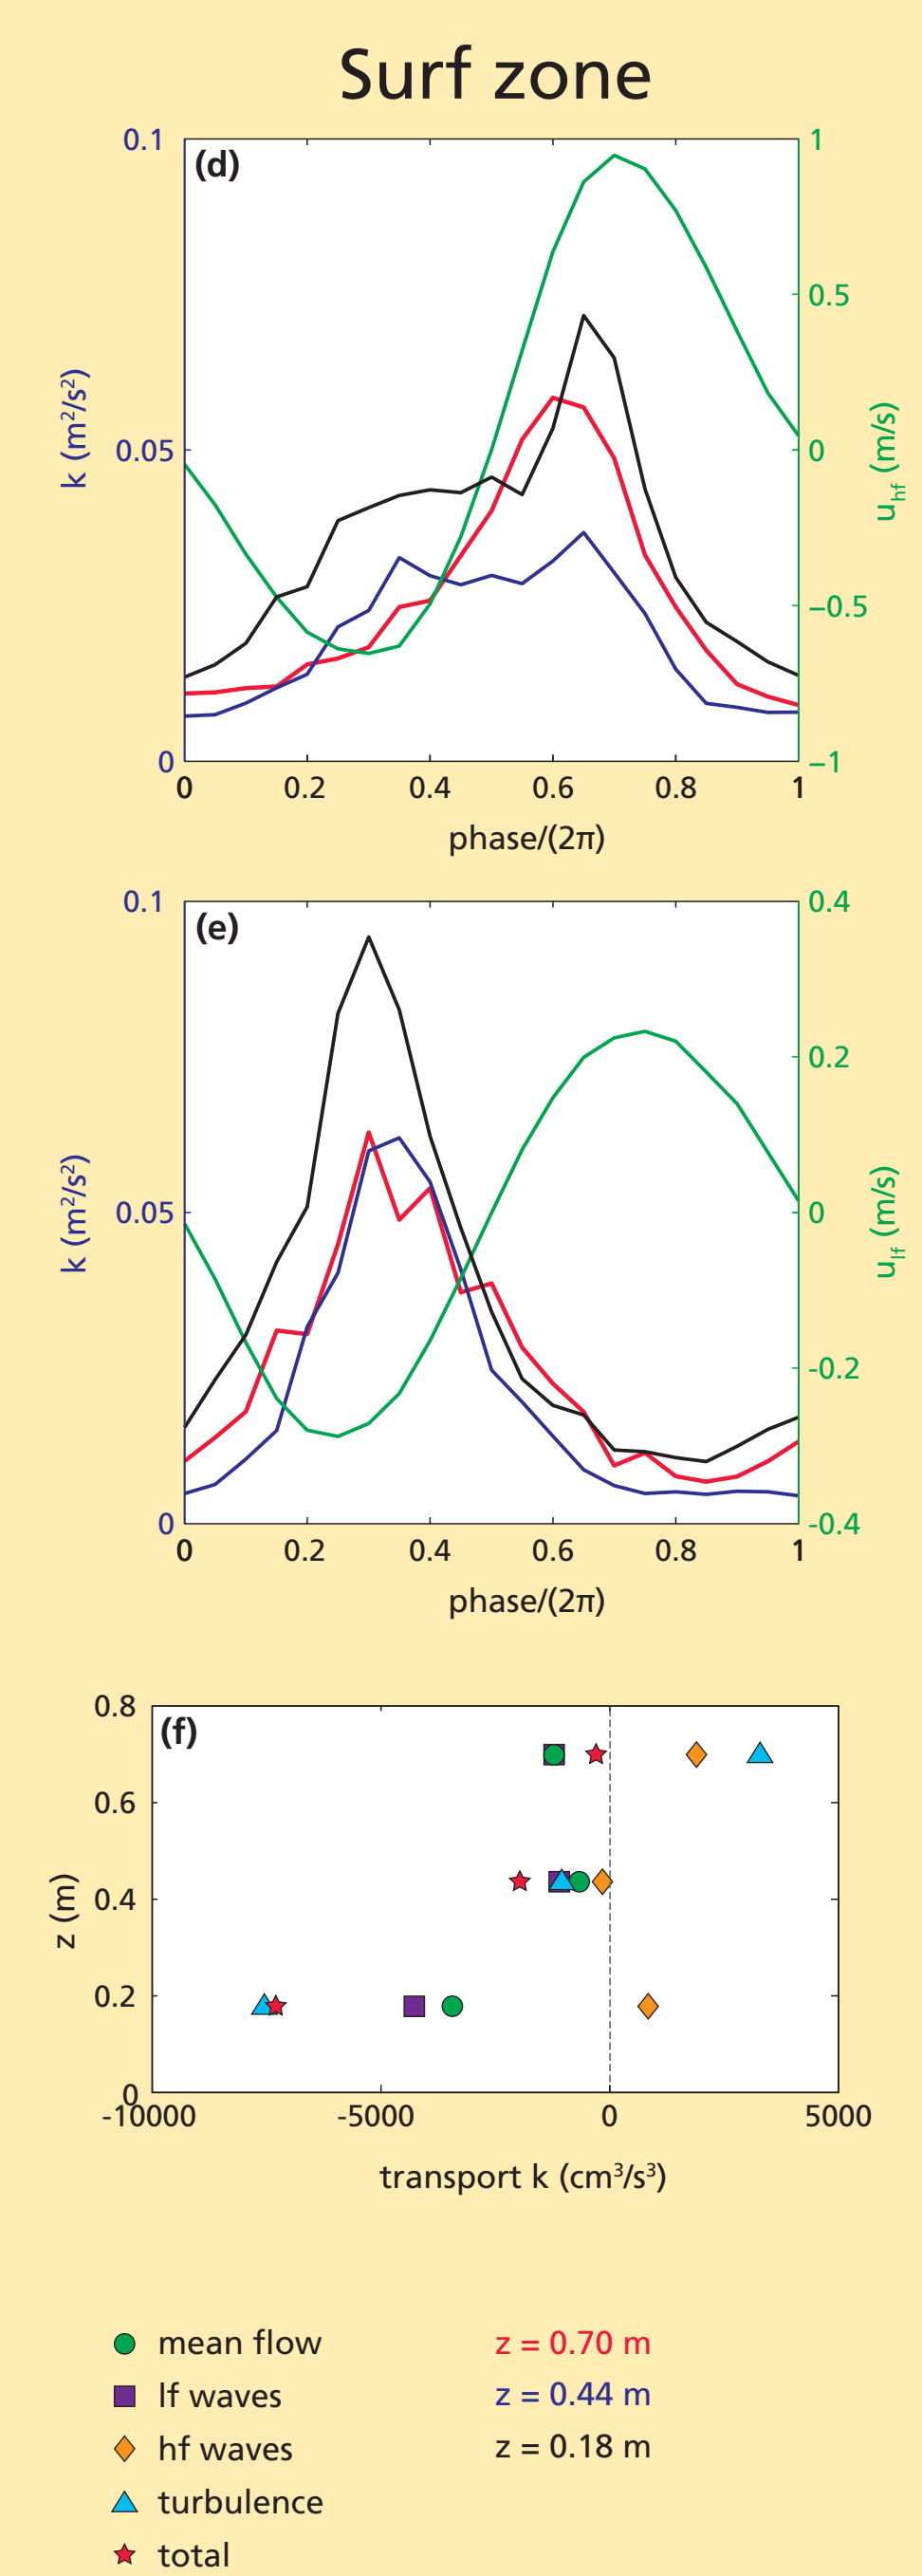 Surf zone
(d)
0.1
0.05
0
k (m²/s²)
1
0.5
0
−0.5
−1
u_hf (m/s)
0 0.2 0.4 0.6 0.8 1
phase/(2π)
(e)
0.1
0.05
0
k (m²/s²)
0.4
0.2
0
-0.2
-0.4
u_lf (m/s)
0 0.2 0.4 0.6 0.8 1
phase/(2π)
(f)
0.8
0.6
0.4
0.2
0
z (m)
-10000 -5000 0 5000
transport k (cm³/s³)
mean flow z = 0.70 m
lf waves z = 0.44 m
hf waves z = 0.18 m
turbulence
total